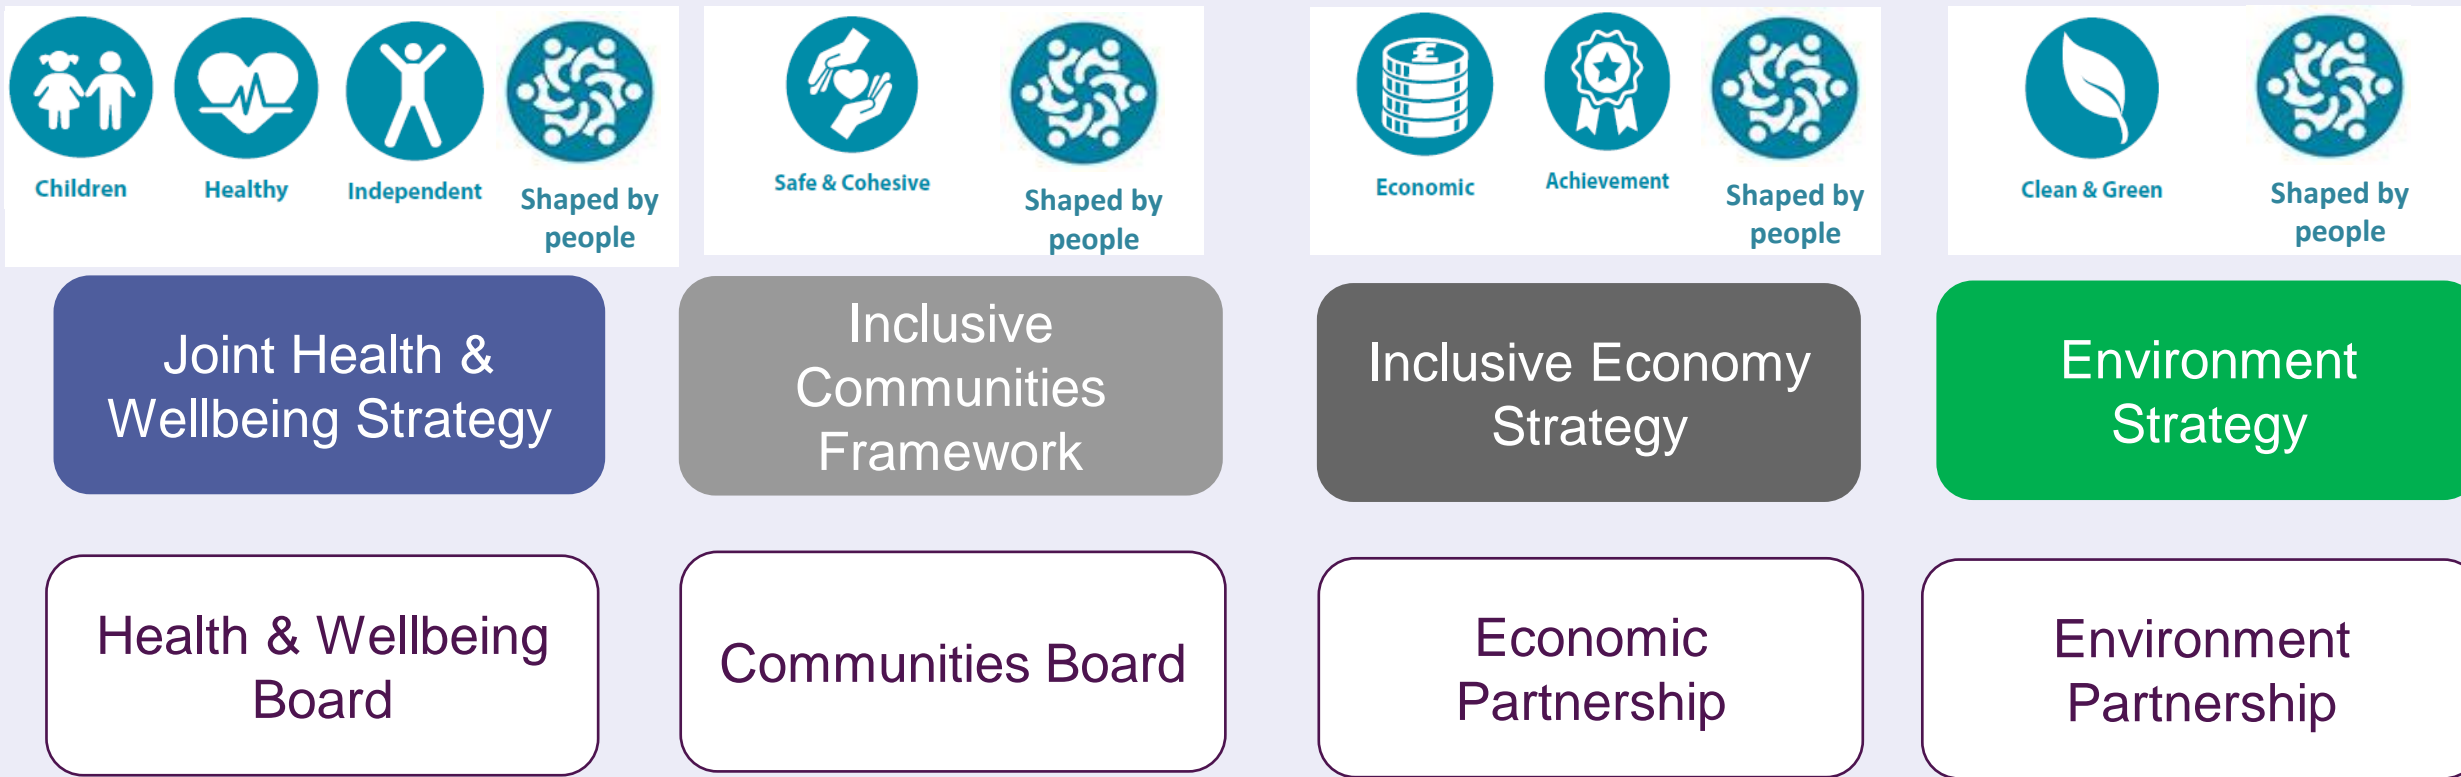 Children
Healthy
Independent
Shaped by
people
Safe & Cohesive
Shaped by
people
£
Economic
Achievement
Shaped by
people
Clean & Green
Shaped by
people
Joint Health &
Wellbeing Strategy
Inclusive
Communities
Framework
Inclusive Economy
Strategy
Environment
Strategy
Health & Wellbeing
Board
Communities Board
Economic
Partnership
Environment
Partnership